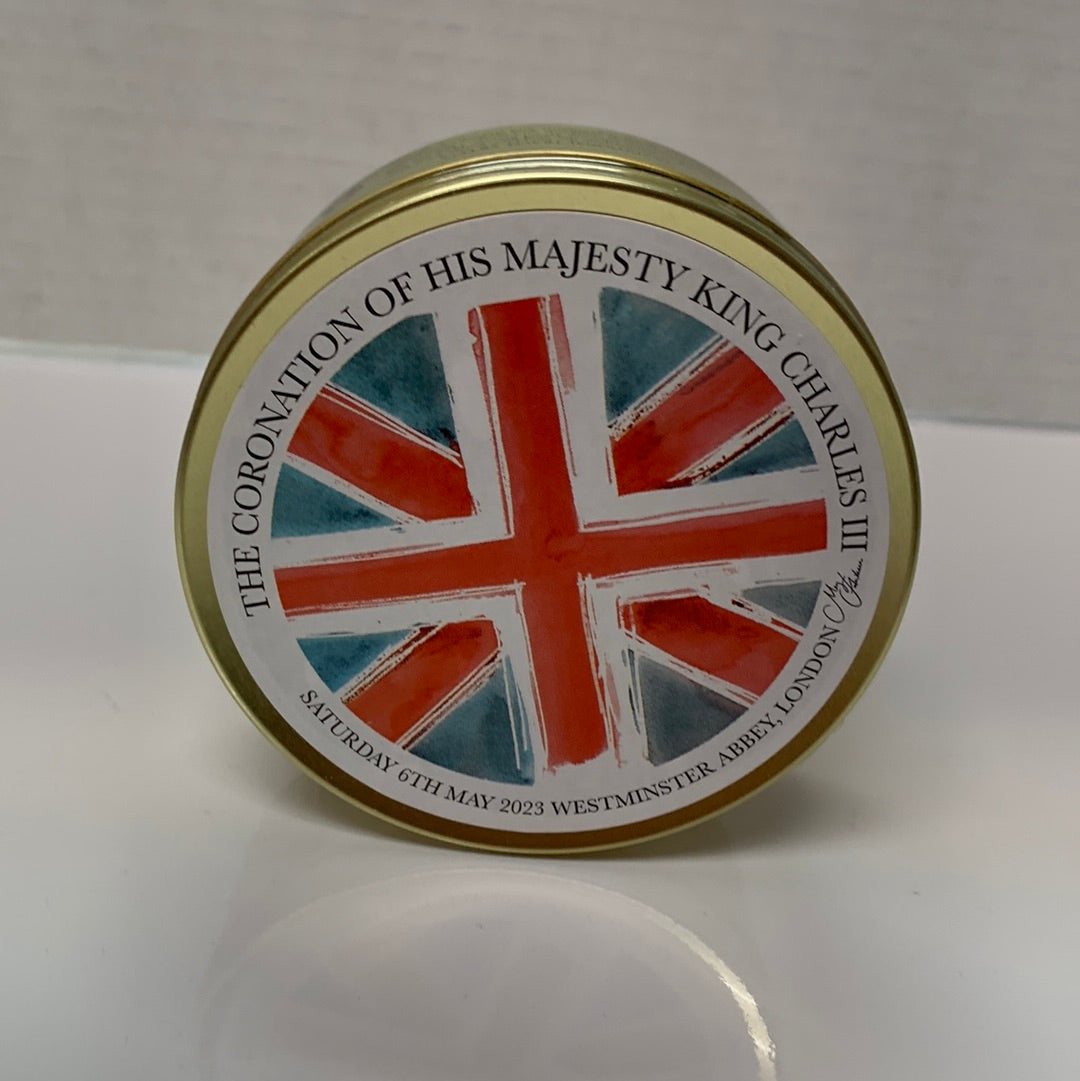 THE CORONATION OF HIS MAJESTY KING CHARLES III
SATURDAY 6TH MAY 2023 WESTMINSTER ABBEY, LONDON